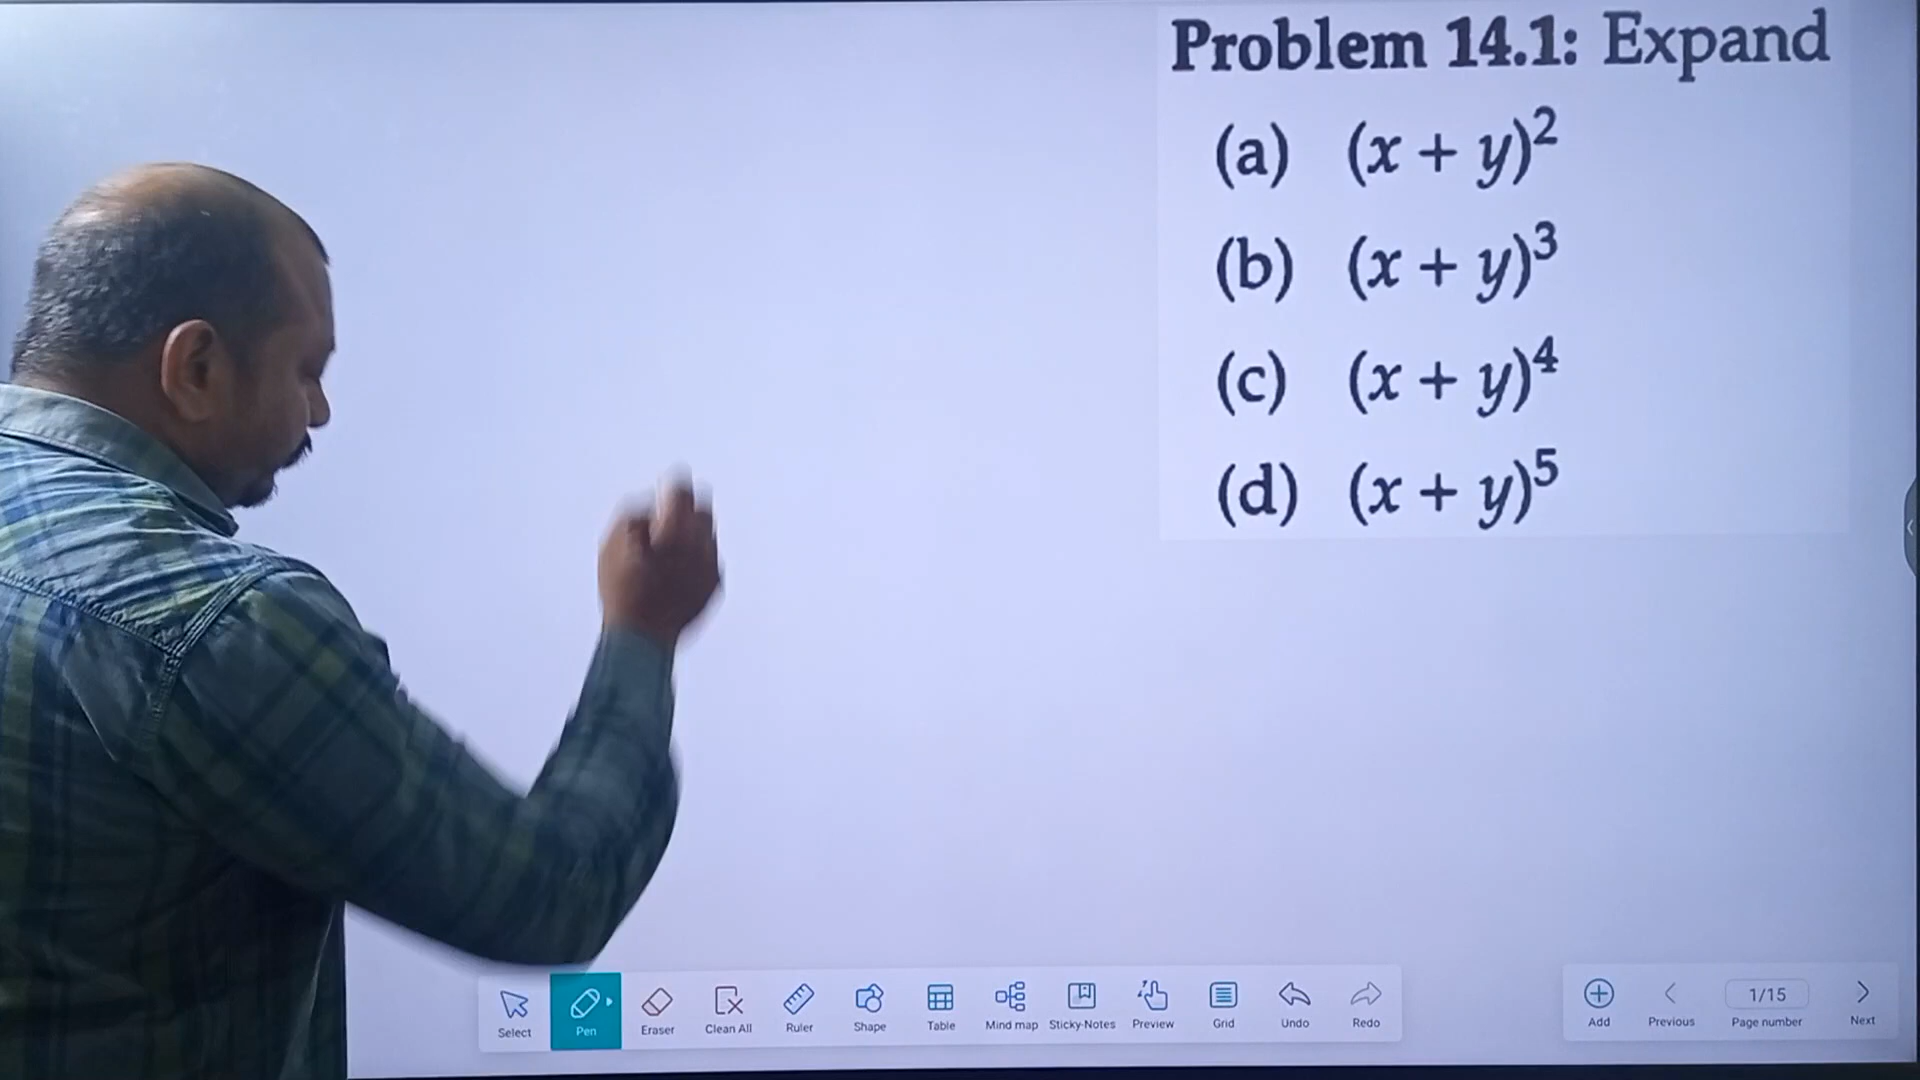 Problem 14.1: Expand
(a) (x + y)²
(b) (x + y)³
(c) (x + y)⁴
(d) (x + y)⁵
Select Pen Eraser Clean All Ruler Shape Table Mind map Sticky-Notes Preview Grid Undo Redo
1/15
Add Previous Page number Next